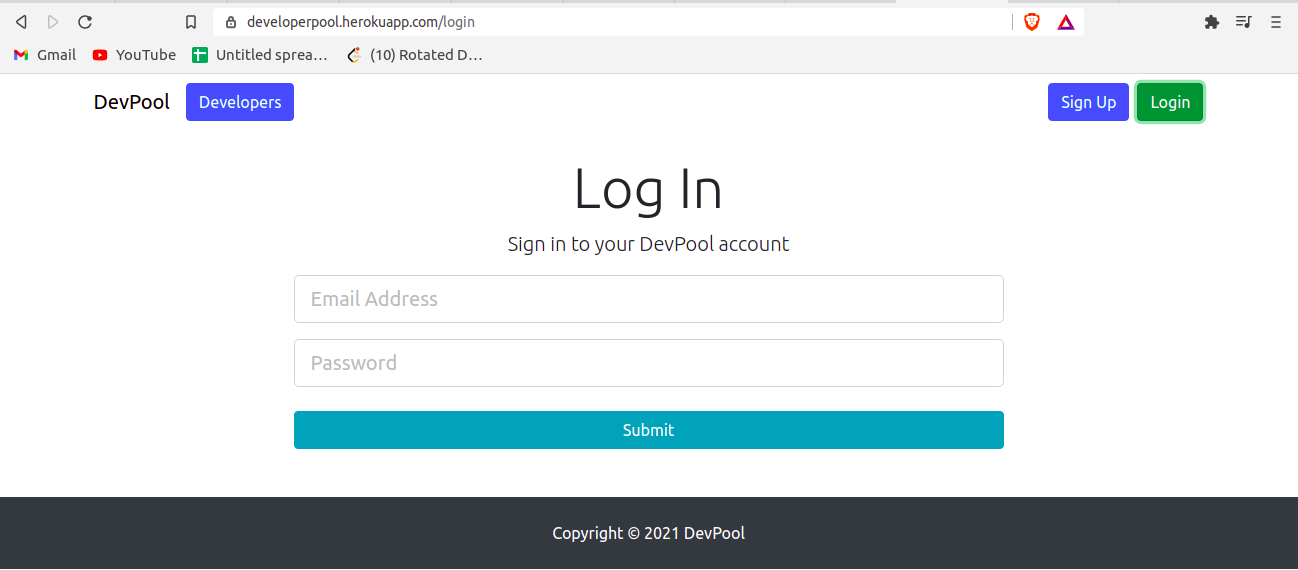 developerpool.herokuapp.com/login
Gmail YouTube Untitled sprea... (10) Rotated D...
DevPool Developers Sign Up Login
Log In
Sign in to your DevPool account
Email Address
Password
Submit
Copyright © 2021 DevPool